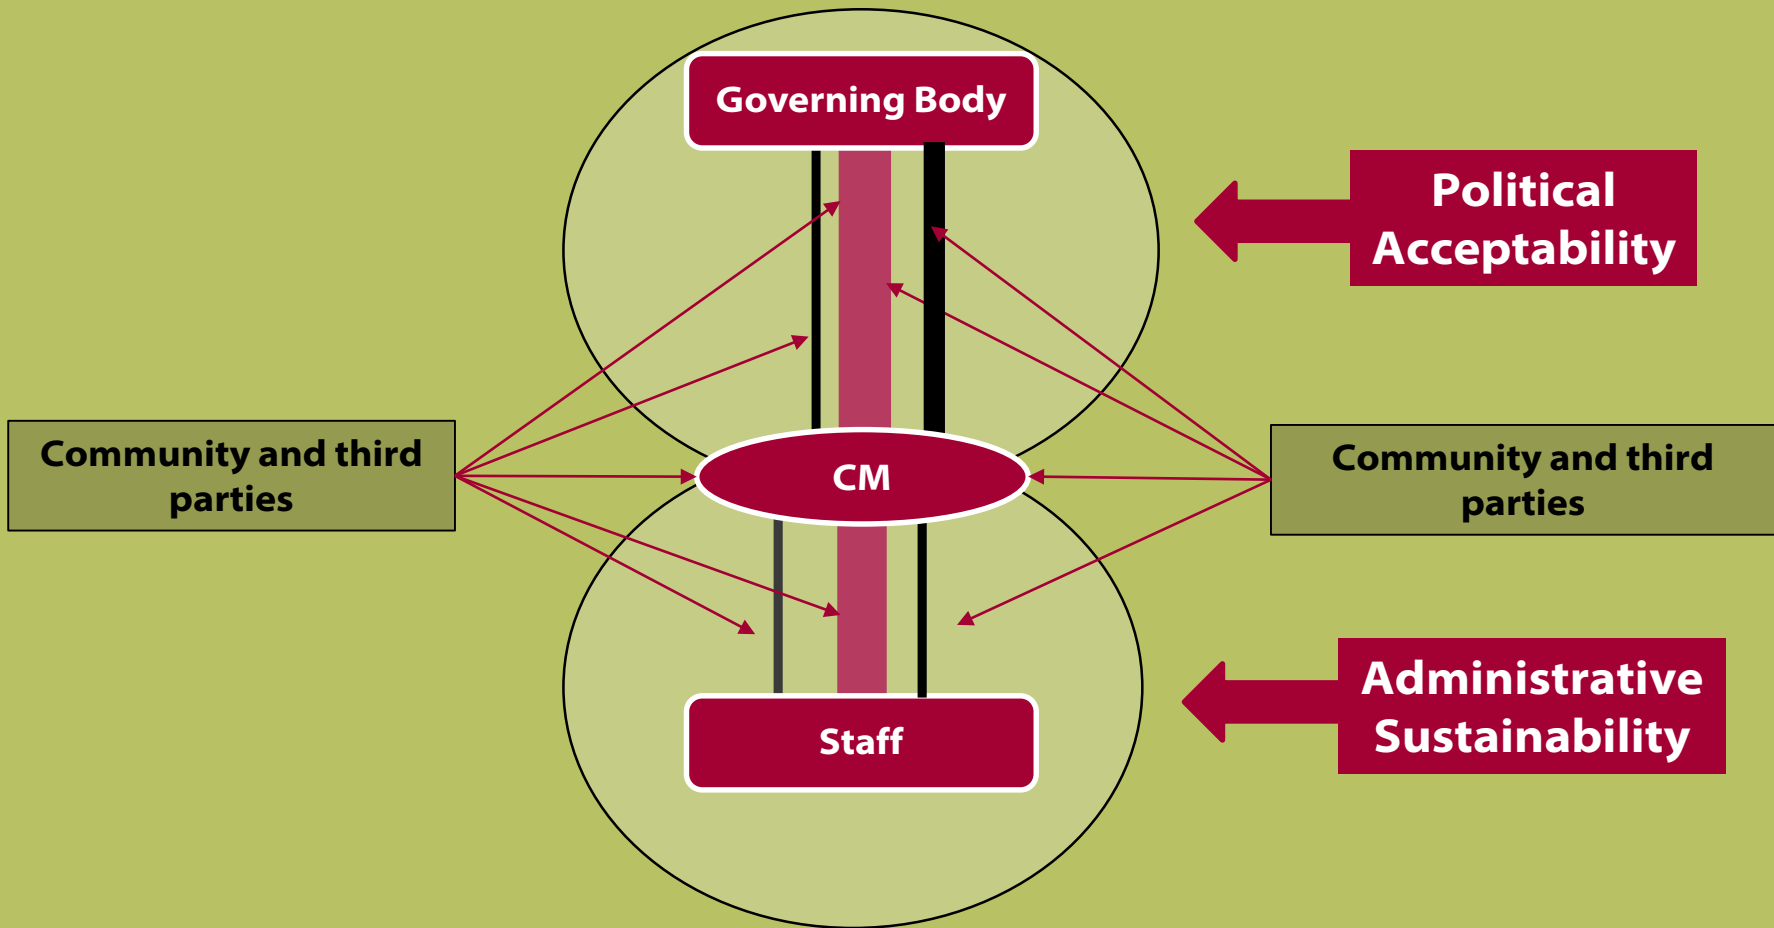 Governing Body
Political
Acceptability
Community and third
parties
CM
Community and third
parties
Administrative
Sustainability
Staff